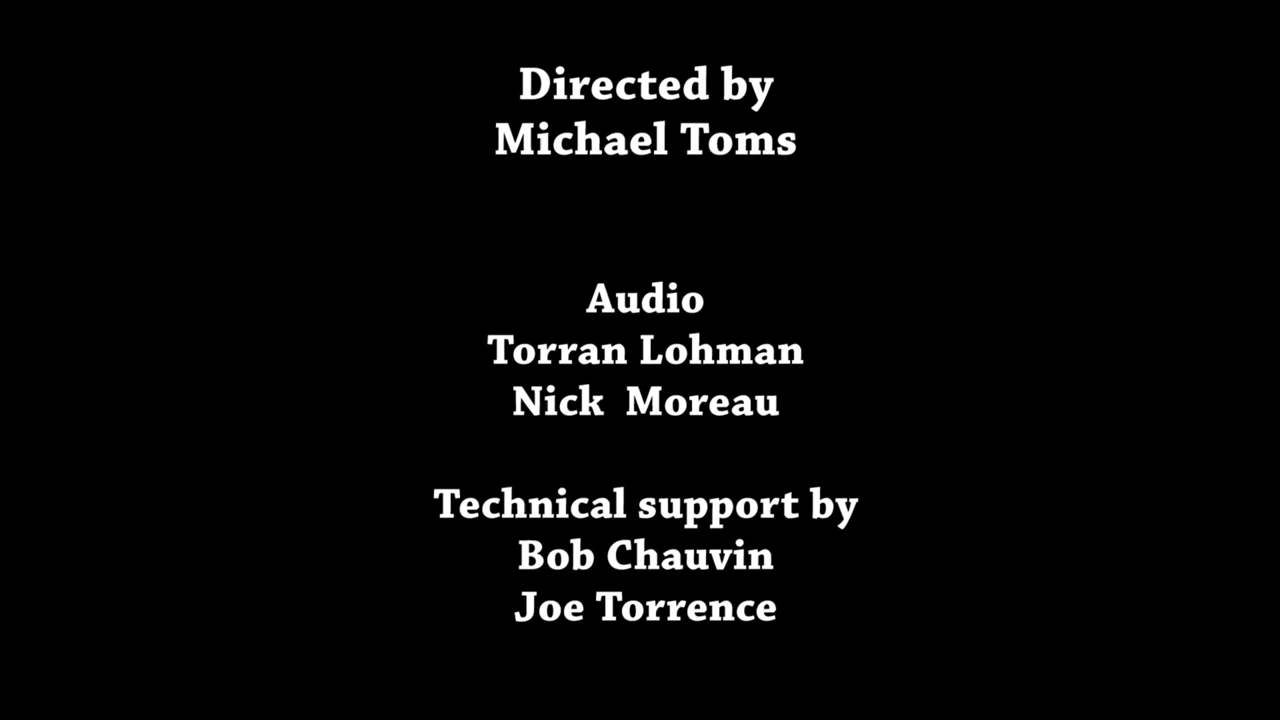 Directed by
Michael Toms
Audio
Torran Lohman
Nick  Moreau
Technical support by
Bob Chauvin
Joe Torrence